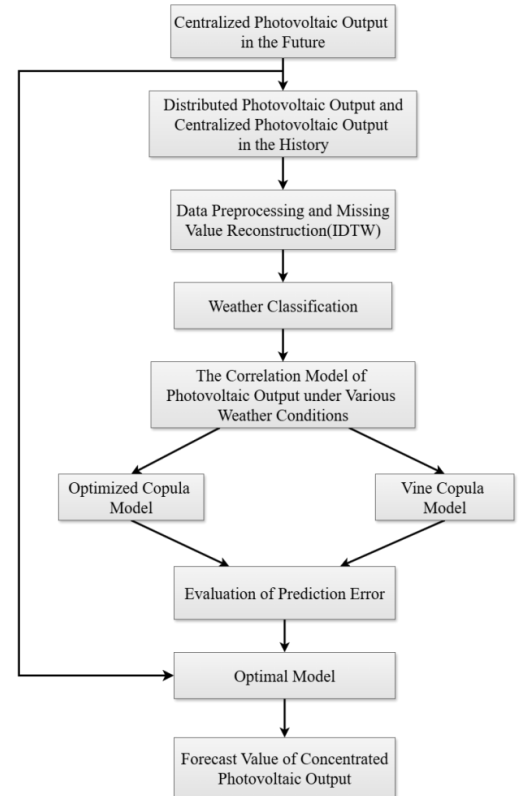 Centralized Photovoltaic Output
in the Future
Distributed Photovoltaic Output and
Centralized Photovoltaic Output
in the History
Data Preprocessing and Missing
Value Reconstruction(IDTW)
Weather Classification
The Correlation Model of
Photovoltaic Output under Various
Weather Conditions
Optimized Copula
Model
Vine Copula
Model
Evaluation of Prediction Error
Optimal Model
Forecast Value of Concentrated
Photovoltaic Output